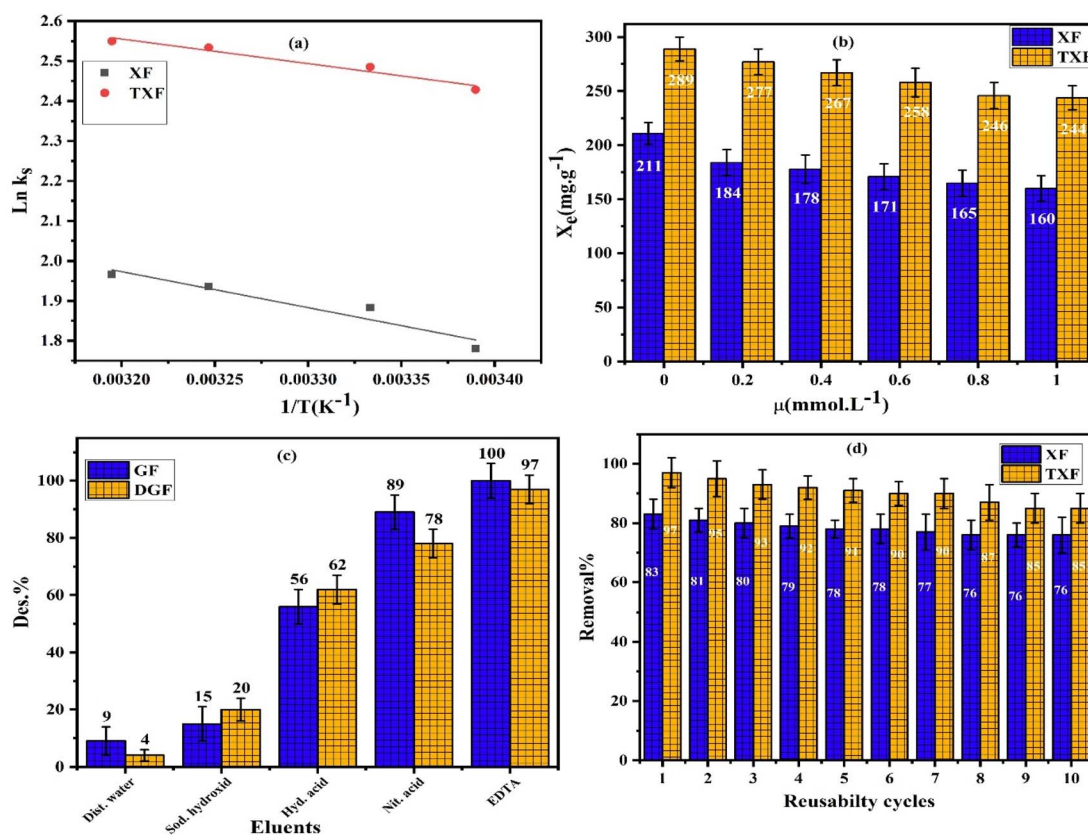 (a)
2.6
2.5
2.4
2.3
2.2
2.1
2.0
1.9
1.8
Ln ks
XF
TXF
0.00320 0.00325 0.00330 0.00335 0.00340
1/T(K-1)
(b)
XF
TXF
300
250
200
150
100
50
0
Xe(mg.g-1)
289 277 267 258 246 244
211 184 178 171 165 160
0 0.2 0.4 0.6 0.8 1
μ(mmol.L-1)
(c)
GF
DGF
100
80
60
40
20
0
Des.%
9 4 15 20 56 62 89 78 100 97
Dist. water Sod. hydroxid Hyd. acid Nit. acid EDTA
Eluents
(d)
XF
TXF
100
80
60
40
20
0
Removal%
97 95 93 92 91 90 90 87 85 85
83 81 80 79 78 78 77 76 76 76
1 2 3 4 5 6 7 8 9 10
Reusabilty cycles